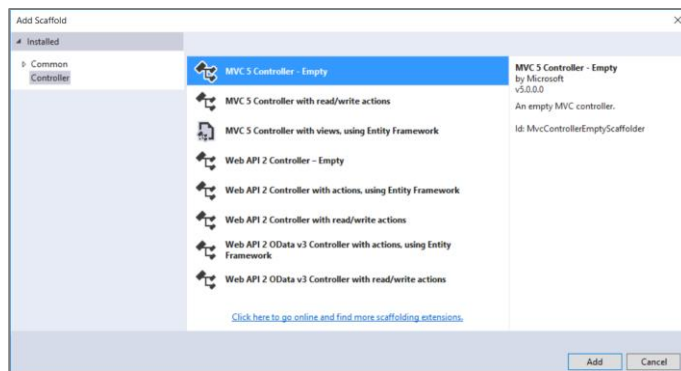 Add Scaffold
Installed
Common
Controller
MVC 5 Controller - Empty
MVC 5 Controller with read/write actions
MVC 5 Controller with views, using Entity Framework
Web API 2 Controller – Empty
Web API 2 Controller with actions, using Entity Framework
Web API 2 Controller with read/write actions
Web API 2 OData v3 Controller with actions, using Entity
Framework
Web API 2 OData v3 Controller with read/write actions
Click here to go online and find more scaffolding extensions.
MVC 5 Controller - Empty
by Microsoft
v5.0.0.0
An empty MVC controller.
Id: MvcControllerEmptyScaffolder
Add
Cancel